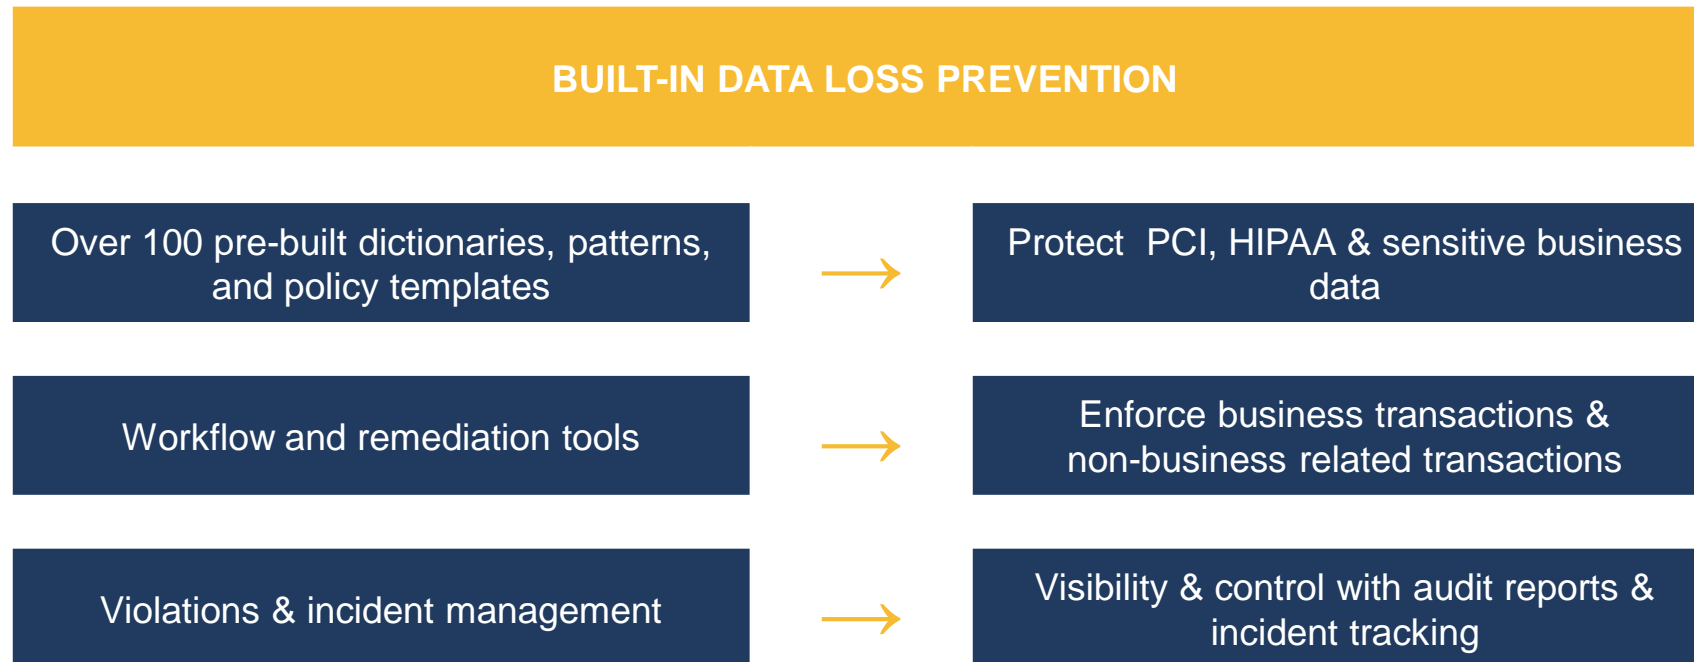 BUILT-IN DATA LOSS PREVENTION
Over 100 pre-built dictionaries, patterns,
and policy templates
→
Protect  PCI, HIPAA & sensitive business
data
Workflow and remediation tools
→
Enforce business transactions &
non-business related transactions
Violations & incident management
→
Visibility & control with audit reports &
incident tracking